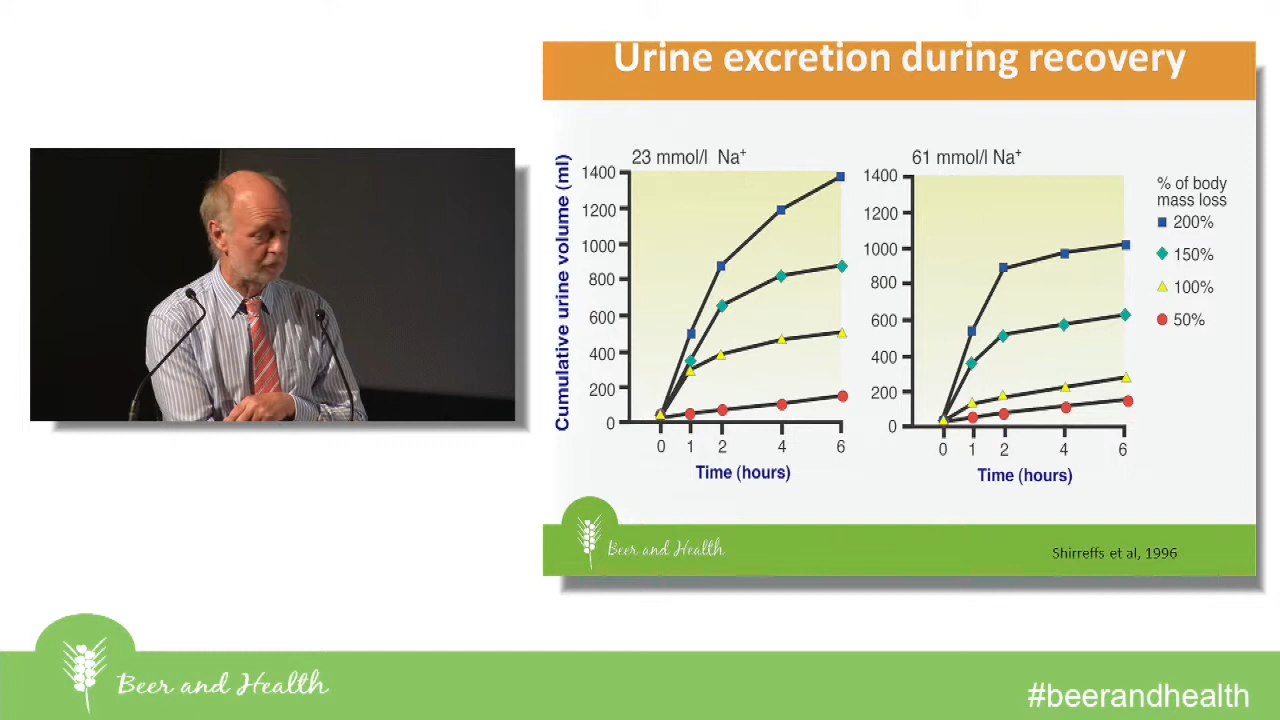 Urine excretion during recovery
23 mmol/l Na+
Cumulative urine volume (ml)
1400
1200
1000
800
600
400
200
0
0 1 2 4 6
Time (hours)
61 mmol/l Na+
1400
1200
1000
800
600
400
200
0
0 1 2 4 6
Time (hours)
% of body
mass loss
200%
150%
100%
50%
Beer and Health
Shirreffs et al, 1996
Beer and Health
#beerandhealth